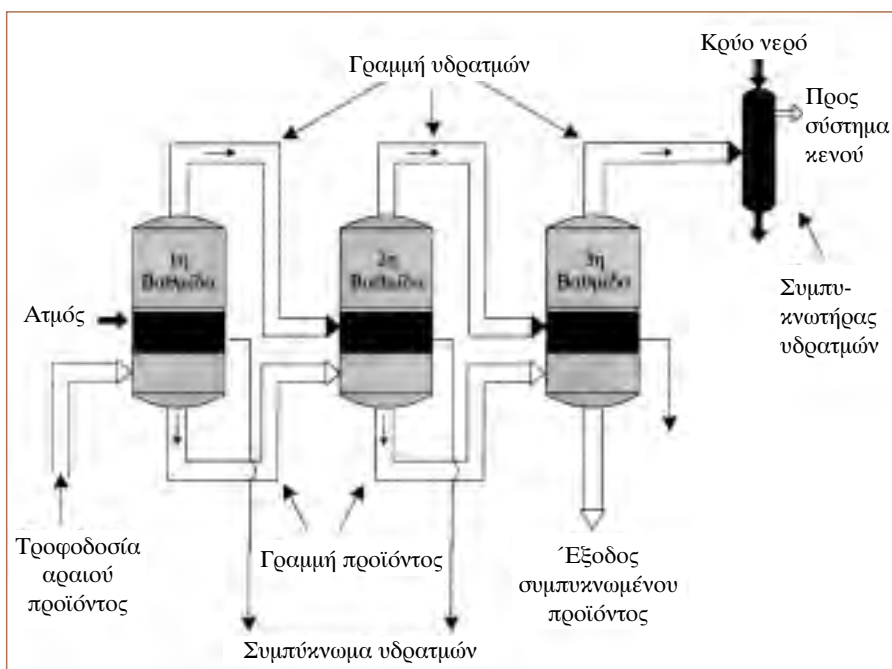 Κρύο νερό
Γραμμή υδρατμών
Προς
σύστημα
κενού
1η
Βαθμίδα
2η
Βαθμίδα
3η
Βαθμίδα
Ατμός
Συμπυ-
κνωτήρας
υδρατμών
Τροφοδοσία
αραιού
προϊόντος
Γραμμή προϊόντος
Έξοδος
συμπυκνωμένου
προϊόντος
Συμπύκνωμα υδρατμών